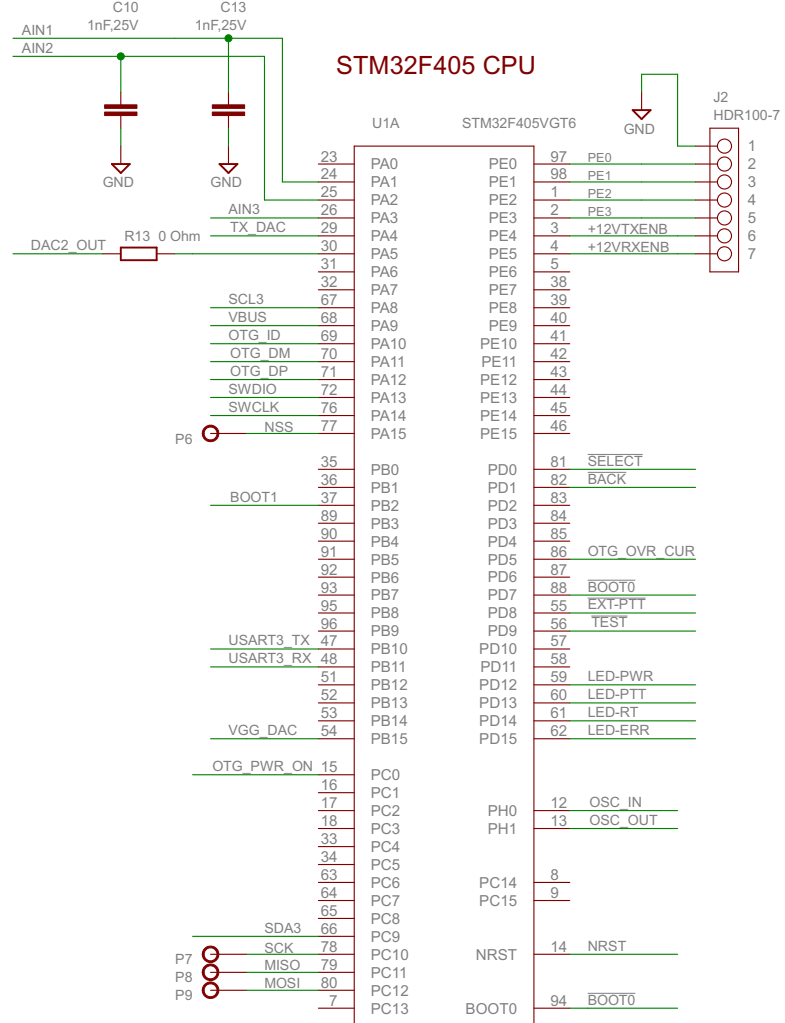 C10
1nF,25V
C13
1nF,25V
AIN1
AIN2
GND
GND
STM32F405 CPU
GND
J2
HDR100-7
1
2
3
4
5
6
7
U1A
STM32F405VGT6
23 PA0
24 PA1
25 PA2
AIN3 26 PA3
TX_DAC 29 PA4
DAC2_OUT R13 0 Ohm 30 PA5
31 PA6
32 PA7
SCL3 67 PA8
VBUS 68 PA9
OTG_ID 69 PA10
OTG_DM 70 PA11
OTG_DP 71 PA12
SWDIO 72 PA13
SWCLK 76 PA14
P6 NSS 77 PA15
35 PB0
36 PB1
BOOT1 37 PB2
89 PB3
90 PB4
91 PB5
92 PB6
93 PB7
95 PB8
96 PB9
USART3_TX 47 PB10
USART3_RX 48 PB11
51 PB12
52 PB13
53 PB14
VGG_DAC 54 PB15
OTG_PWR_ON 15 PC0
16 PC1
17 PC2
18 PC3
33 PC4
34 PC5
63 PC6
64 PC7
65 PC8
SDA3 66 PC9
P7 SCK 78 PC10
P8 MISO 79 PC11
P9 MOSI 80 PC12
7 PC13
PE0 97 PE0
PE1 98 PE1
PE2 1 PE2
PE3 2 PE3
PE4 3 +12VTXENB
PE5 4 +12VRXENB
PE6 5
PE7 38
PE8 39
PE9 40
PE10 41
PE11 42
PE12 43
PE13 44
PE14 45
PE15 46
PD0 81 SELECT
PD1 82 BACK
PD2 83
PD3 84
PD4 85
PD5 86 OTG_OVR_CUR
PD6 87
PD7 88 BOOT0
PD8 55 EXT-PTT
PD9 56 TEST
PD10 57
PD11 58
PD12 59 LED-PWR
PD13 60 LED-PTT
PD14 61 LED-RT
PD15 62 LED-ERR
PH0 12 OSC_IN
PH1 13 OSC_OUT
PC14 8
PC15 9
NRST 14 NRST
BOOT0 94 BOOT0